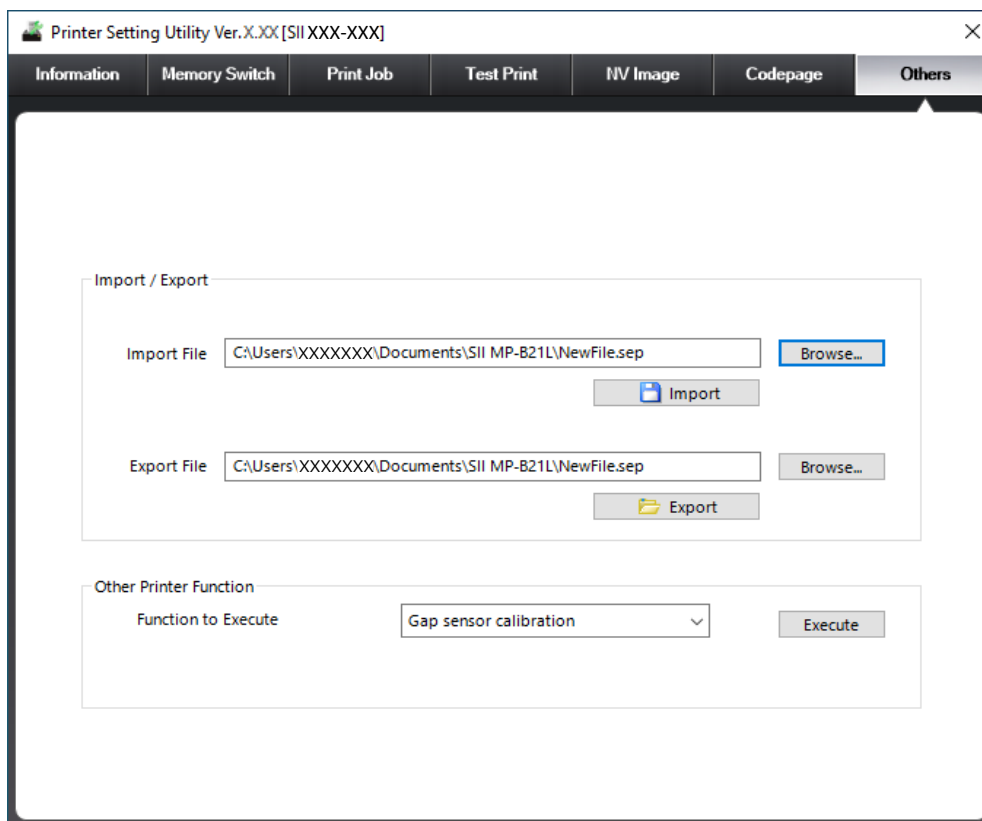 Printer Setting Utility Ver.X.XX [SII XXX-XXX]
Information Memory Switch Print Job Test Print NV Image Codepage Others
Import / Export
Import File C:\Users\XXXXXXX\Documents\SII MP-B21L\NewFile.sep Browse...
Import
Export File C:\Users\XXXXXXX\Documents\SII MP-B21L\NewFile.sep Browse...
Export
Other Printer Function
Function to Execute Gap sensor calibration Execute